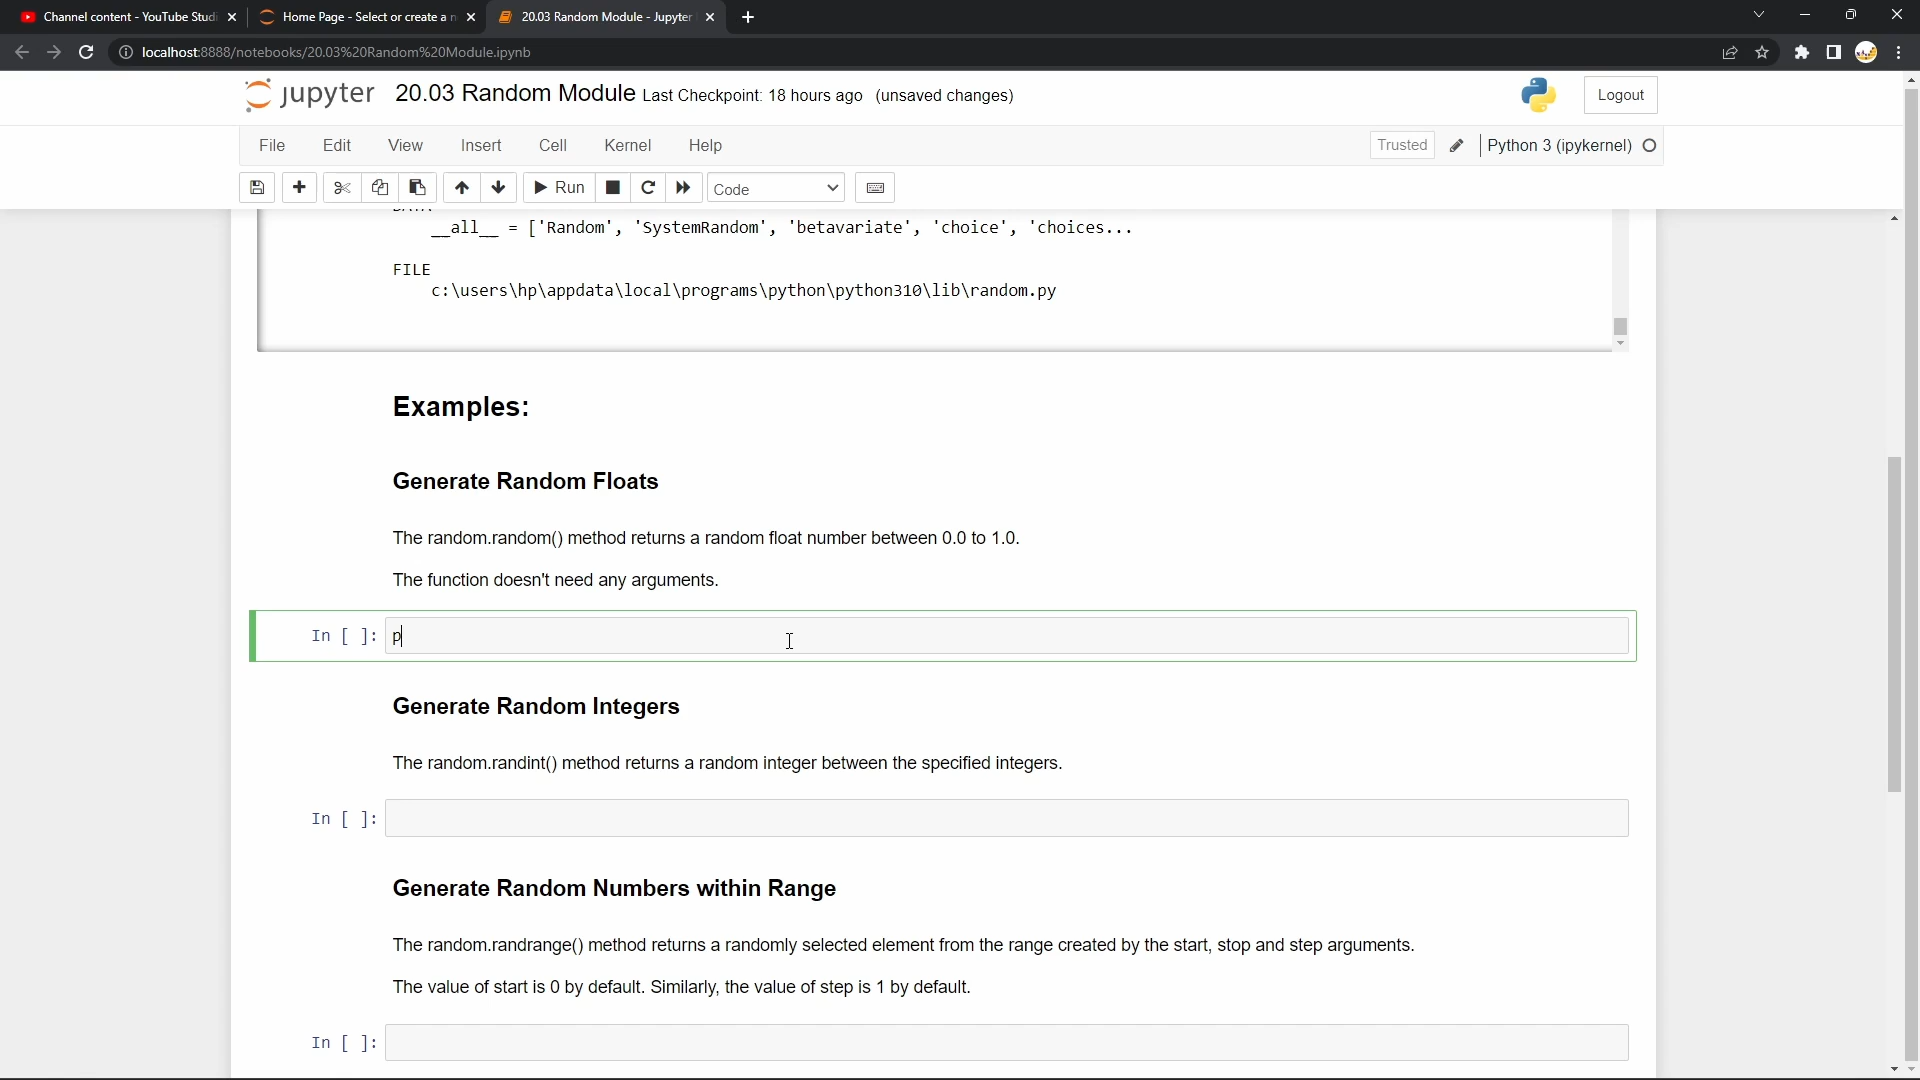 Channel content - YouTube Studi
Home Page - Select or create a n
20.03 Random Module - Jupyter
localhost:8888/notebooks/20.03%20Random%20Module.ipynb
jupyter 20.03 Random Module Last Checkpoint: 18 hours ago (unsaved changes)
Logout
File Edit View Insert Cell Kernel Help
Trusted
Python 3 (ipykernel)
Run
Code
__all__ = ['Random', 'SystemRandom', 'betavariate', 'choice', 'choices...
FILE
c:\users\hp\appdata\local\programs\python\python310\lib\random.py
Examples:
Generate Random Floats
The random.random() method returns a random float number between 0.0 to 1.0.
The function doesn't need any arguments.
In [ ]: p
Generate Random Integers
The random.randint() method returns a random integer between the specified integers.
In [ ]:
Generate Random Numbers within Range
The random.randrange() method returns a randomly selected element from the range created by the start, stop and step arguments.
The value of start is 0 by default. Similarly, the value of step is 1 by default.
In [ ]: